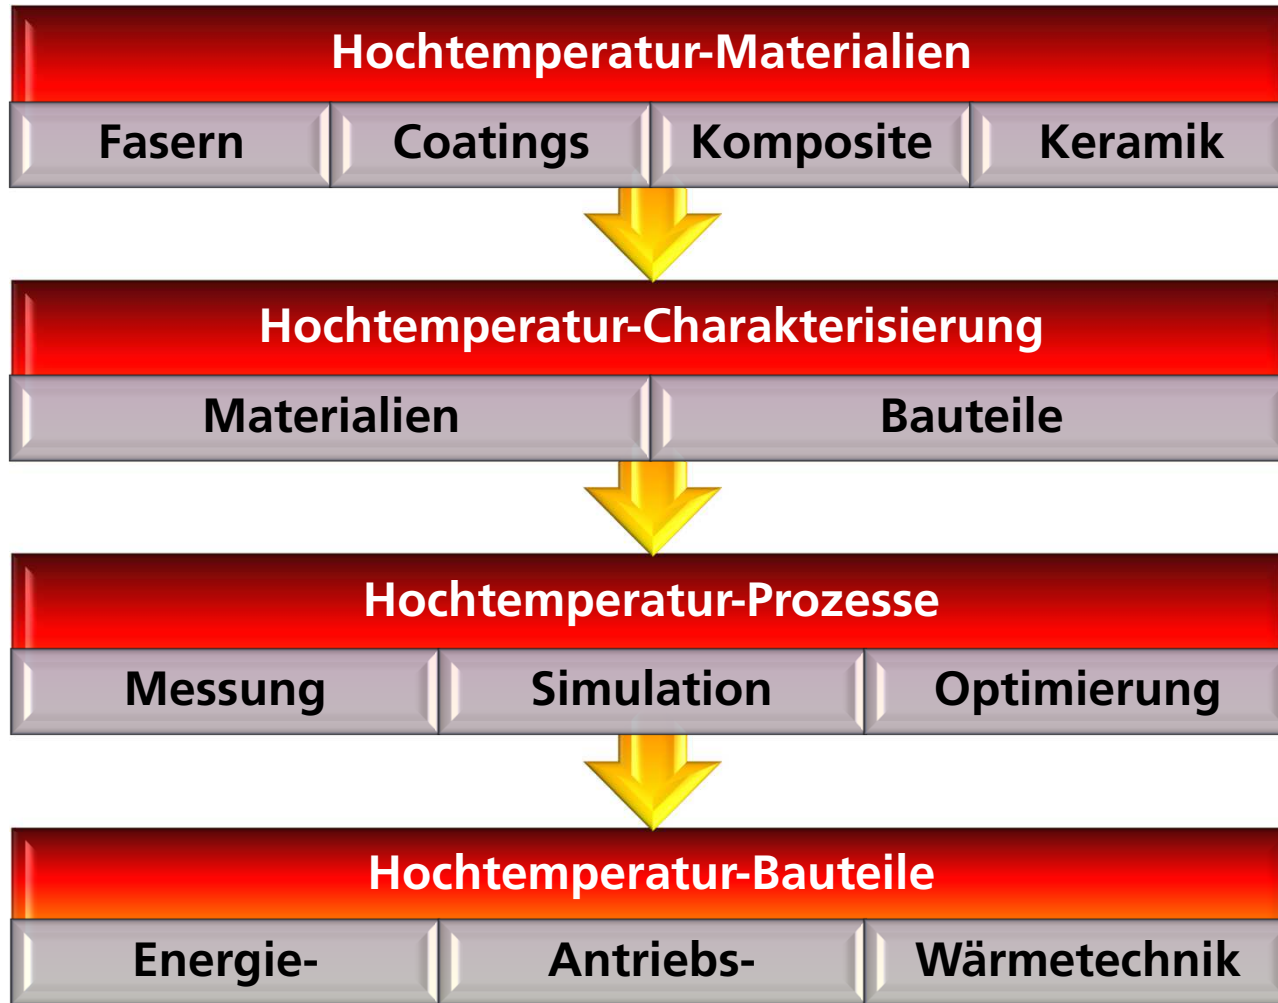 Hochtemperatur-Materialien
Fasern Coatings Komposite Keramik
Hochtemperatur-Charakterisierung
Materialien Bauteile
Hochtemperatur-Prozesse
Messung Simulation Optimierung
Hochtemperatur-Bauteile
Energie- Antriebs- Wärmetechnik